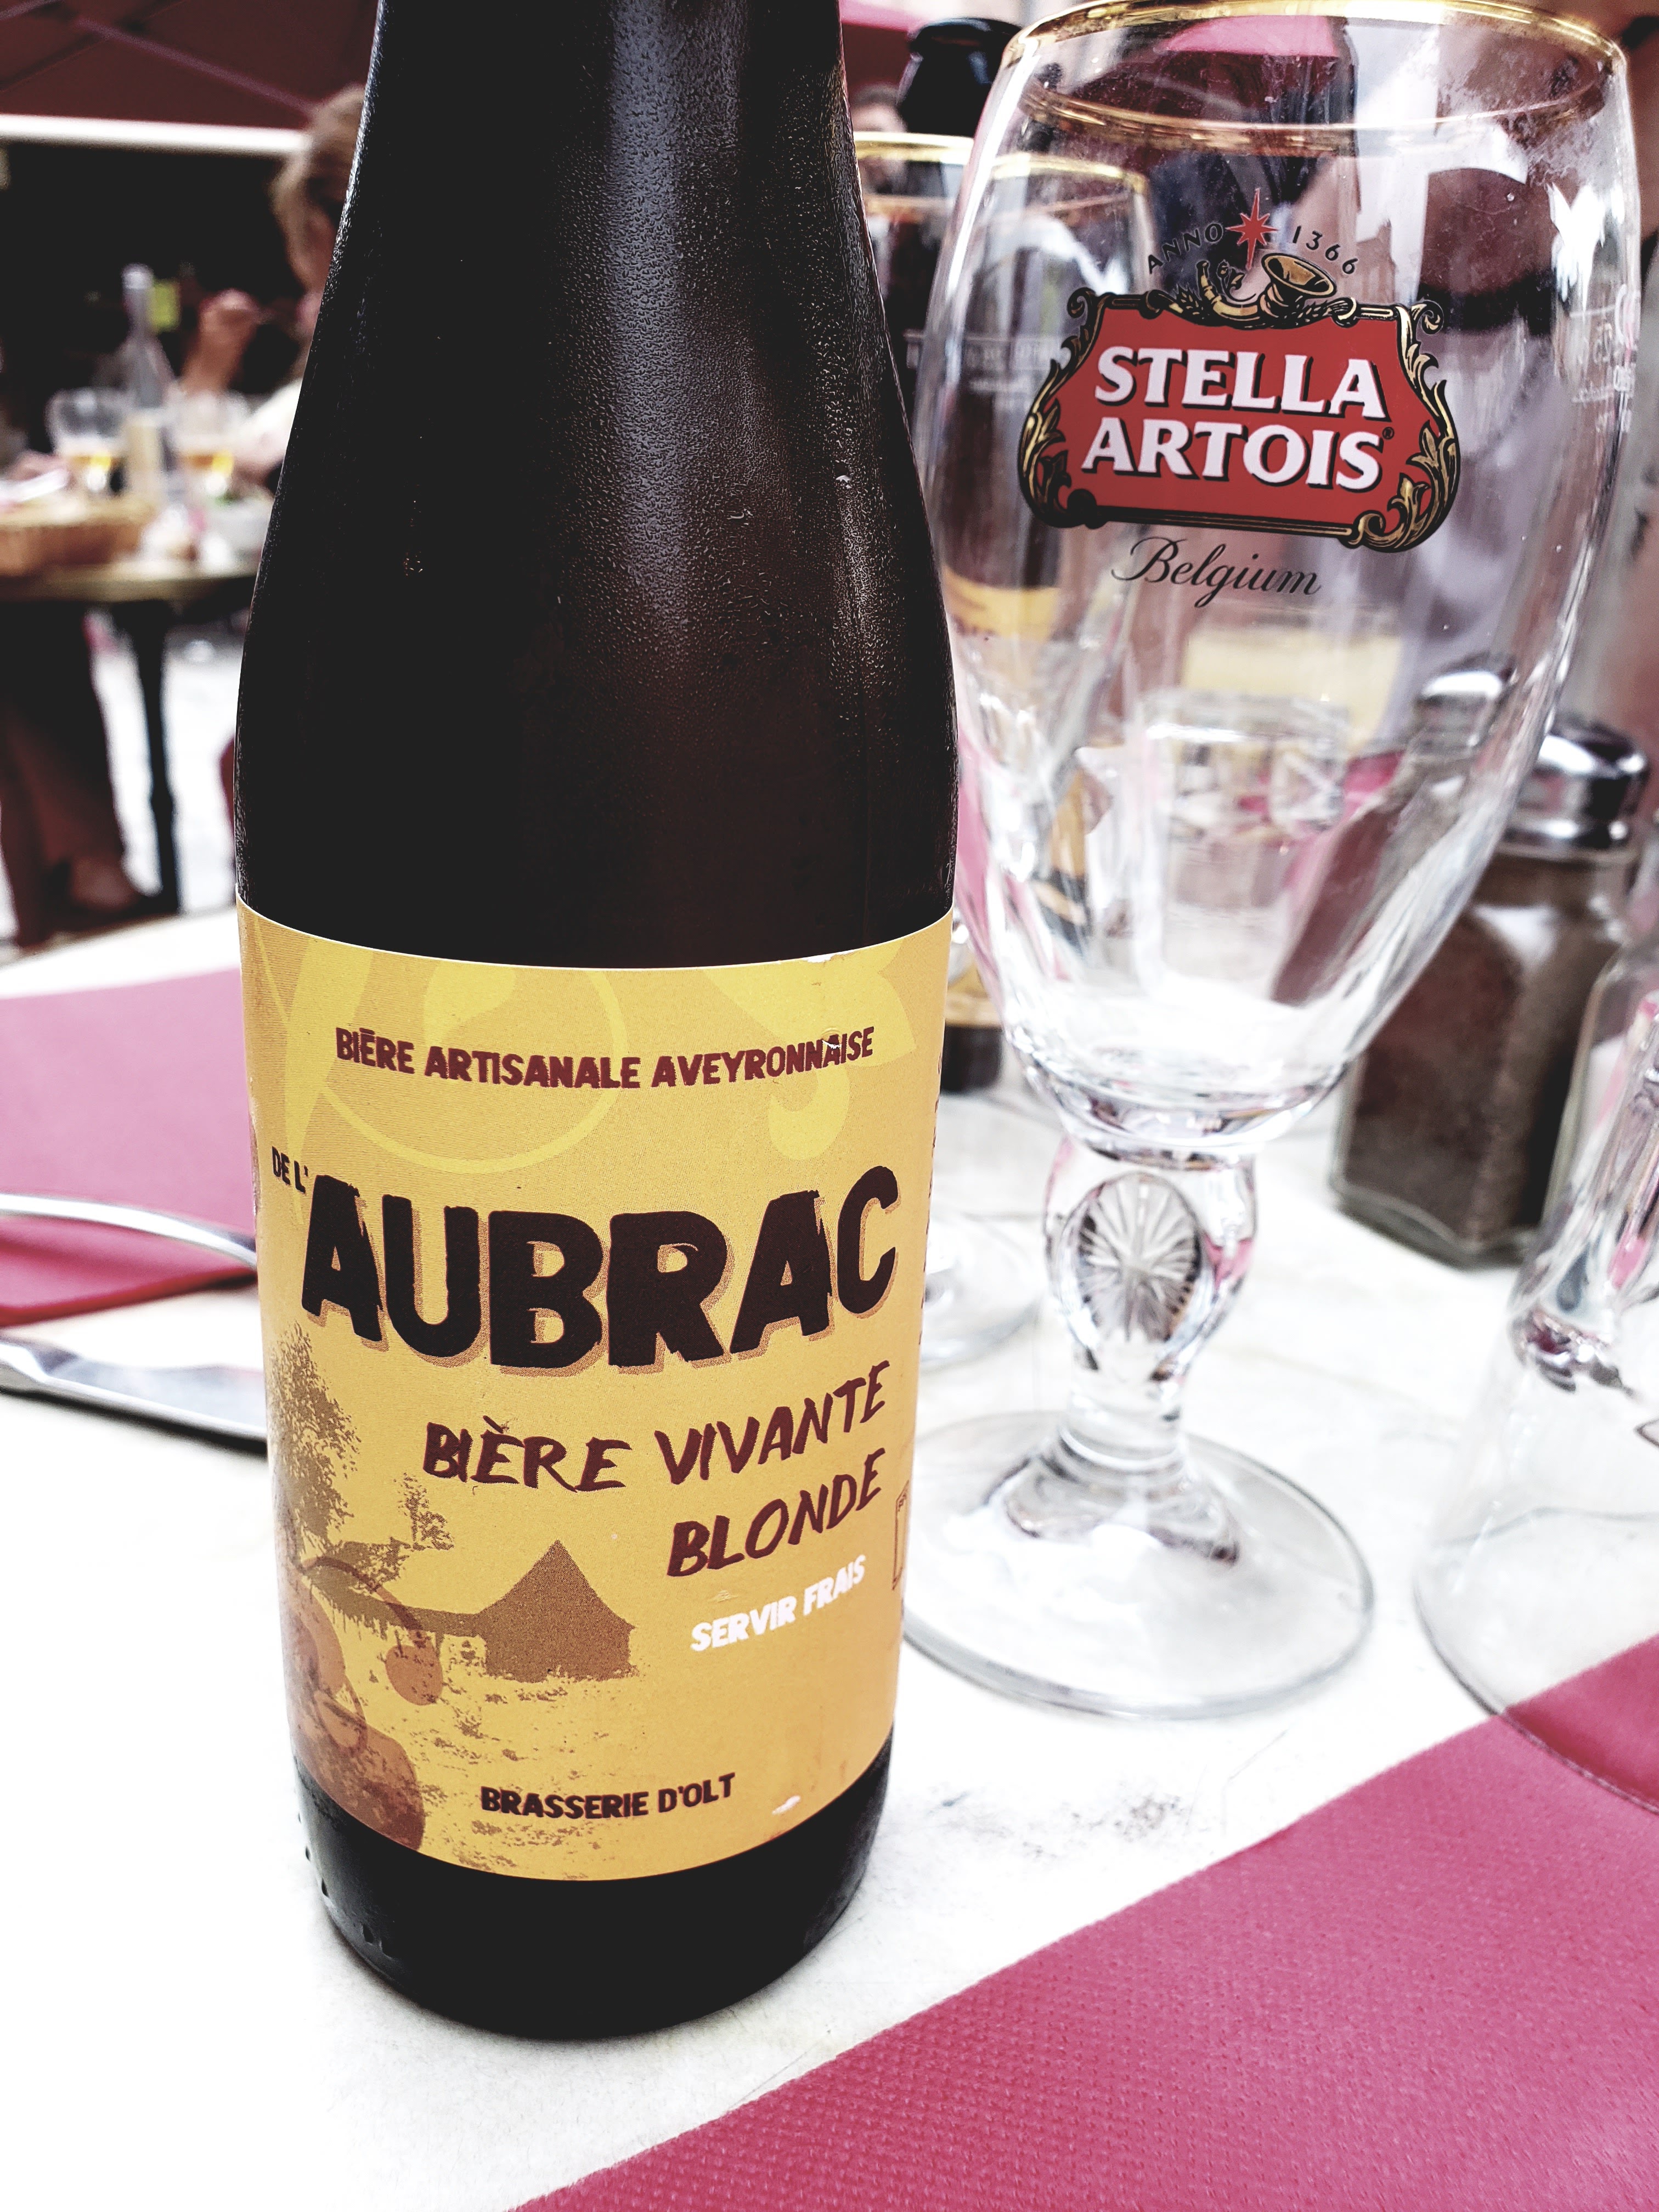 ANNO 1366
STELLA
ARTOIS
Belgium
BIÈRE ARTISANALE AVEYRONNAISE
DE L'AUBRAC
BIÈRE VIVANTE
BLONDE
SERVIR FRAIS
BRASSERIE D'OLT